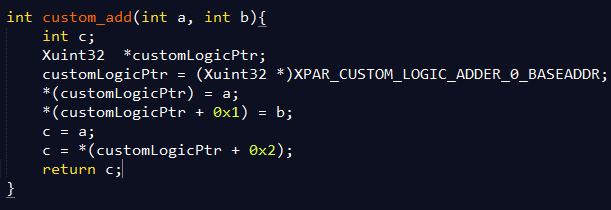 int custom_add(int a, int b){
    int c;
    Xuint32  *customLogicPtr;
    customLogicPtr = (Xuint32 *)XPAR_CUSTOM_LOGIC_ADDER_0_BASEADDR;
    *(customLogicPtr) = a;
    *(customLogicPtr + 0x1) = b;
    c = a;
    c = *(customLogicPtr + 0x2);
    return c;
}